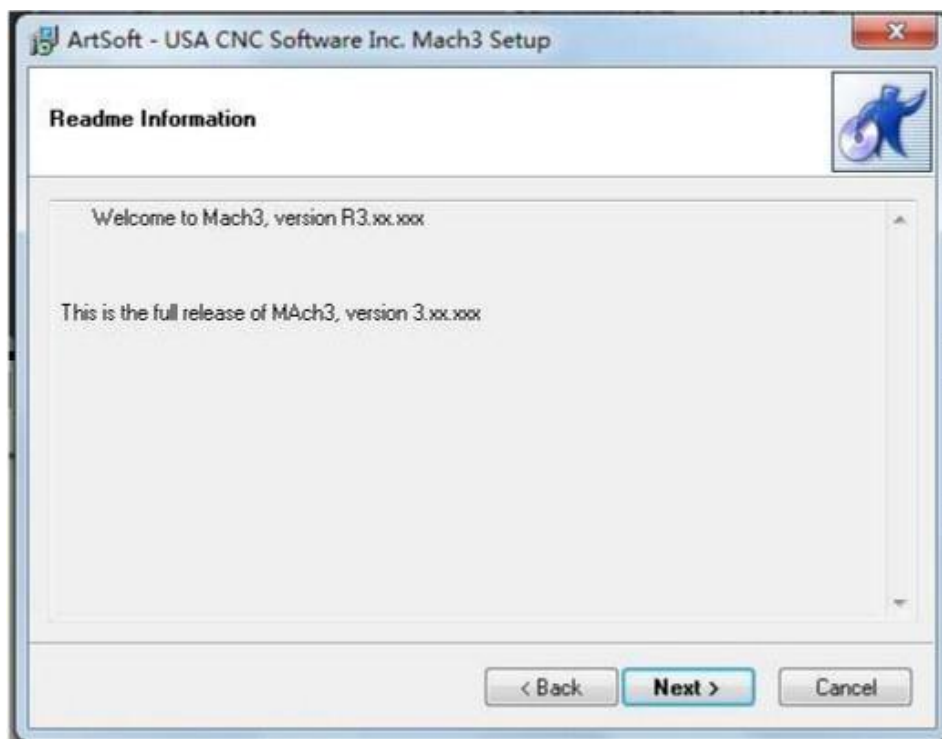 ArtSoft - USA CNC Software Inc. Mach3 Setup
Readme Information
Welcome to Mach3, version R3.xx.xxx
This is the full release of MAch3, version 3.xx.xxx
< Back
Next >
Cancel